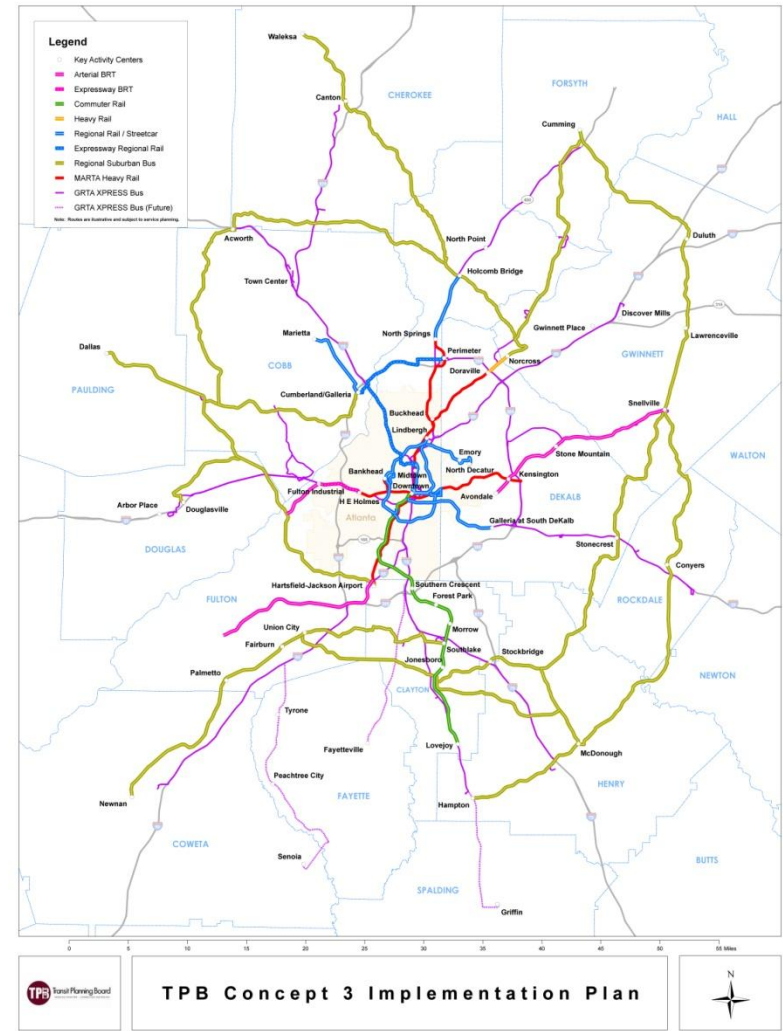 Legend
Key Activity Centers
Arterial BRT
Expressway BRT
Commuter Rail
Heavy Rail
Regional Rail / Streetcar
Expressway Regional Rail
Regional Suburban Bus
MARTA Heavy Rail
GRTA XPRESS Bus
GRTA XPRESS Bus (Future)
Note: Routes are illustrative and subject to service planning.
Waleksa
CHEROKEE
FORSYTH
Canton
HALL
Cumming
400
Acworth
North Point
Duluth
Holcomb Bridge
Town Center
Discover Mills
316
Marietta
North Springs
Gwinnett Place
Lawrenceville
Dallas
COBB
Perimeter
Norcross
GWINNETT
Doraville
PAULDING
Cumberland/Galleria
Snellville
Buckhead
Lindbergh
Stone Mountain
WALTON
Emory
Bankhead
Midtown
North Decatur
Kensington
Fulton Industrial
Downtown
Avondale
DEKALB
H E Holmes
Arbor Place
Douglasville
Atlanta
Galleria at South DeKalb
Stonecrest
DOUGLAS
Conyers
Hartsfield-Jackson Airport
Southern Crescent
ROCKDALE
FULTON
Forest Park
Union City
Morrow
Fairburn
Southlake
Stockbridge
Jonesboro
NEWTON
Palmetto
CLAYTON
Tyrone
Fayetteville
Lovejoy
McDonough
Peachtree City
HENRY
Newnan
FAYETTE
Hampton
COWETA
BUTTS
Senoia
SPALDING
Griffin
0 5 10 15 20 25 30 35 40 45 50 55 Miles
TPB Transit Planning Board
TPB Concept 3 Implementation Plan
N